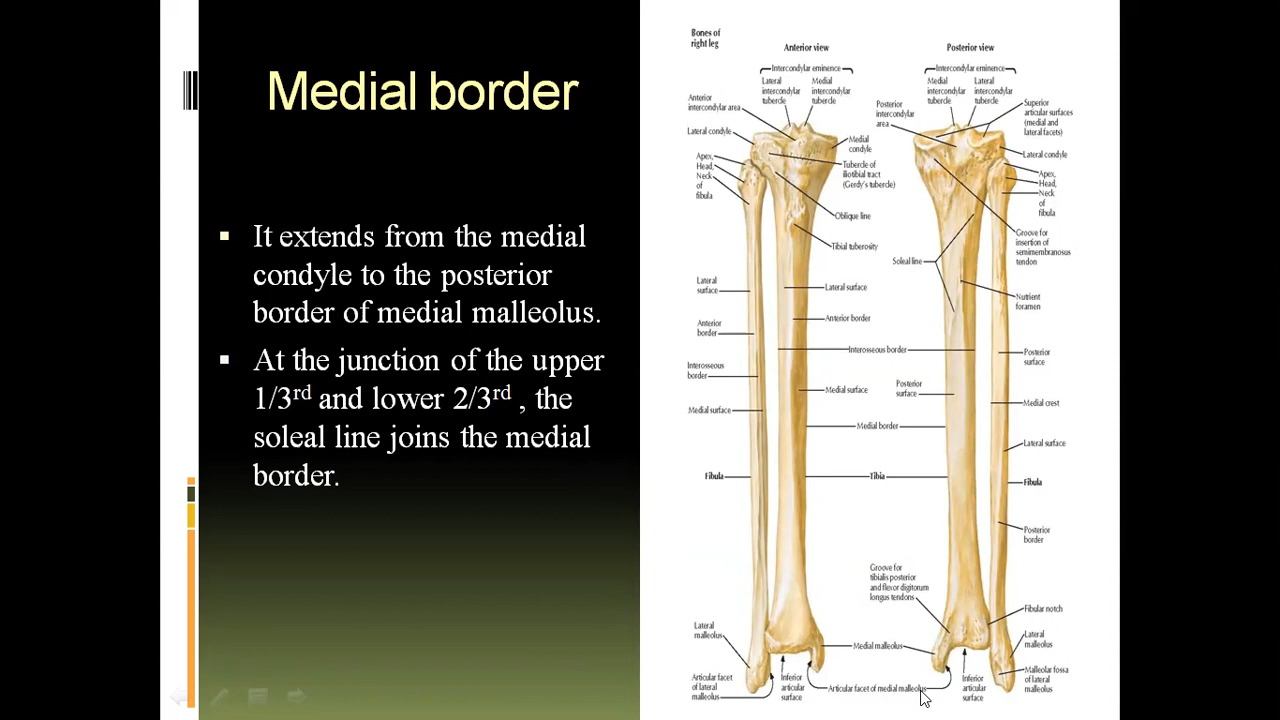 Medial border
It extends from the medial
condyle to the posterior
border of medial malleolus.
At the junction of the upper
1/3rd and lower 2/3rd , the
soleal line joins the medial
border.
Bones of
right leg
Anterior view
Intercondylar eminence
Lateral
intercondylar
tubercle
Medial
intercondylar
tubercle
Anterior
intercondylar area
Lateral condyle
Apex,
Head,
Neck
of
fibula
Medial
condyle
Tubercle of
iliotibial tract
(Gerdy's tubercle)
Oblique line
Tibial tuberosity
Lateral
surface
Lateral surface
Anterior
border
Anterior border
Interosseous border
Interosseous
border
Medial surface
Medial surface
Medial border
Fibula
Tibia
Lateral
malleolus
Medial malleolus
Articular facet
of lateral
malleolus
Inferior
articular
surface
Articular facet of medial malleolus
Posterior view
Intercondylar eminence
Medial
intercondylar
tubercle
Lateral
intercondylar
tubercle
Posterior
intercondylar
area
Superior
articular surfaces
(medial and
lateral facets)
Lateral condyle
Apex,
Head,
Neck
of
fibula
Groove for
insertion of
semimembranosus
tendon
Soleal line
Nutrient
foramen
Posterior
surface
Posterior
surface
Medial crest
Lateral surface
Fibula
Posterior
border
Groove for
tibialis posterior
and flexor digitorum
longus tendons
Fibular notch
Lateral
malleolus
Malleolar fossa
of lateral
malleolus
Inferior
articular
surface